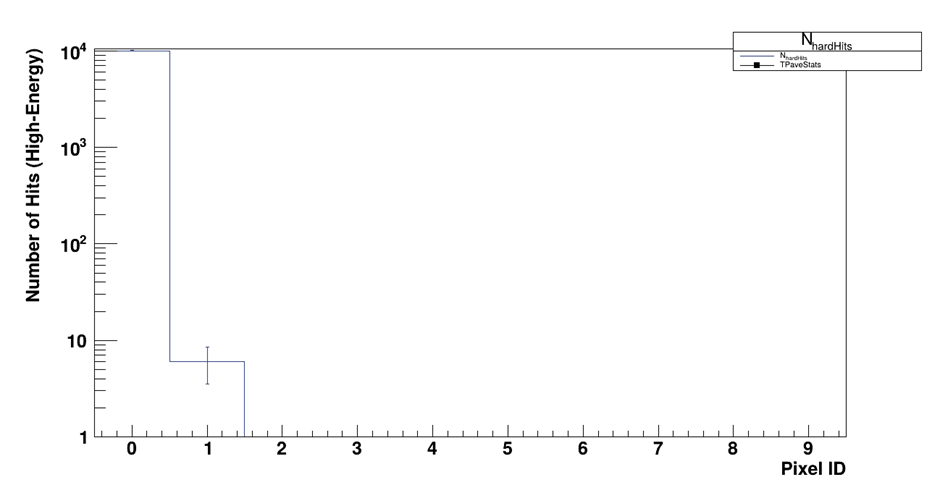 N_hardHits
N_hardHits
TPaveStats
Number of Hits (High-Energy)
10^4
10^3
10^2
10
1
0 1 2 3 4 5 6 7 8 9
Pixel ID